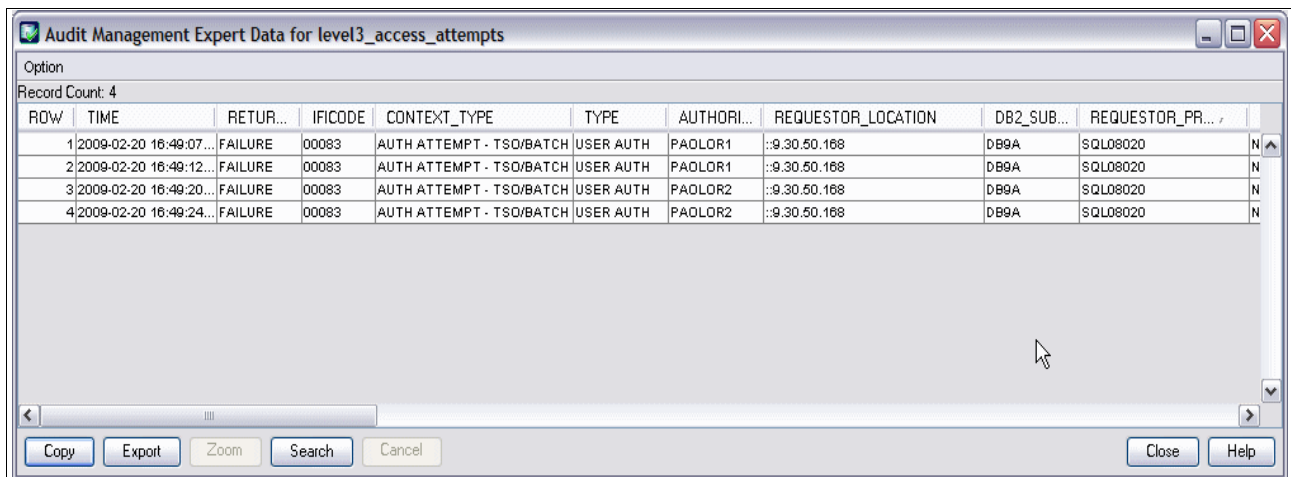 Audit Management Expert Data for level3_access_attempts
Option
Record Count: 4
ROW TIME RETUR... IFICODE CONTEXT_TYPE TYPE AUTHORI... REQUESTOR_LOCATION DB2_SUB... REQUESTOR_PR...
1 2009-02-20 16:49:07... FAILURE 00083 AUTH ATTEMPT - TSO/BATCH USER AUTH PAOLOR1 ::9.30.50.168 DB9A SQL08020 N
2 2009-02-20 16:49:12... FAILURE 00083 AUTH ATTEMPT - TSO/BATCH USER AUTH PAOLOR1 ::9.30.50.168 DB9A SQL08020 N
3 2009-02-20 16:49:20... FAILURE 00083 AUTH ATTEMPT - TSO/BATCH USER AUTH PAOLOR2 ::9.30.50.168 DB9A SQL08020 N
4 2009-02-20 16:49:24... FAILURE 00083 AUTH ATTEMPT - TSO/BATCH USER AUTH PAOLOR2 ::9.30.50.168 DB9A SQL08020 N
Copy Export Zoom Search Cancel Close Help